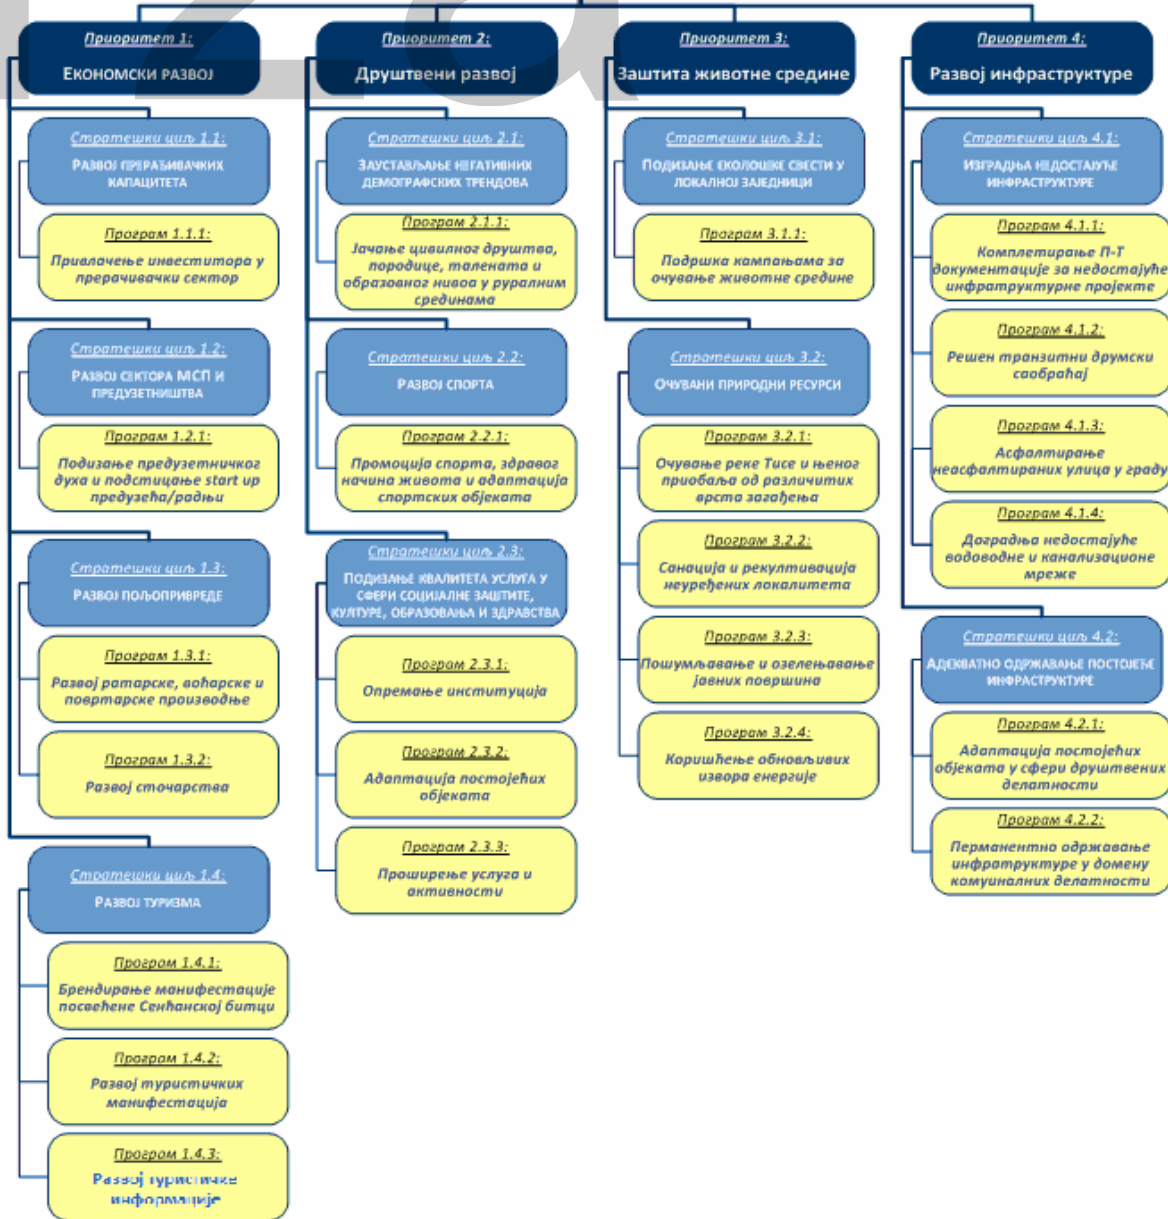 Приоритет 1:
Економски развој
Стратешки циљ 1.1:
Развој прерађивачких
капацитета
Програм 1.1.1:
Привлачење инвеститора у
прерачивачки сектор
Стратешки циљ 1.2:
Развој сектора МСП и
предузетништва
Програм 1.2.1:
Подизање предузетничког
духа и подстицање start up
предузећа/радњи
Стратешки циљ 1.3:
Развој пољопривреде
Програм 1.3.1:
Развој ратарске, воћарске и
повртарске производње
Програм 1.3.2:
Развој сточарства
Стратешки циљ 1.4:
Развој туризма
Програм 1.4.1:
Брендирање манифестације
посвећене Сенћанској битци
Програм 1.4.2:
Развој туристичких
манифестација
Програм 1.4.3:
Развој туристичке
информације
Приоритет 2:
Друштвени развој
Стратешки циљ 2.1:
Заустављање негативних
демографских трендова
Програм 2.1.1:
Јачање цивилног друштва,
породице, талената и
образовног нивоа у руралним
срединама
Стратешки циљ 2.2:
Развој спорта
Програм 2.2.1:
Промоција спорта, здравог
начина живота и адаптација
спортских објеката
Стратешки циљ 2.3:
Подизање квалитета услуга у
сфери социјалне заштите,
културе, образовања и здравства
Програм 2.3.1:
Опремање институција
Програм 2.3.2:
Адаптација постојећих
објеката
Програм 2.3.3:
Проширење услуга и
активности
Приоритет 3:
Заштита животне средине
Стратешки циљ 3.1:
Подизање еколошке свести у
локалној заједници
Програм 3.1.1:
Подршка кампањама за
очување животне средине
Стратешки циљ 3.2:
Очувани природни ресурси
Програм 3.2.1:
Очување реке Тисе и њеног
приобаља од различитих
врста загађења
Програм 3.2.2:
Санација и рекултивација
неуређених локалитета
Програм 3.2.3:
Пошумљавање и озелењавање
јавних површина
Програм 3.2.4:
Коришћење обновљивих
извора енергије
Приоритет 4:
Развој инфраструктуре
Стратешки циљ 4.1:
Изградња недостајуће
инфраструктуре
Програм 4.1.1:
Комплетирање П-Т
документације за недостајуће
инфратруктурне пројекте
Програм 4.1.2:
Решен транзитни друмски
саобраћај
Програм 4.1.3:
Асфалтирање
неасфалтираних улица у граду
Програм 4.1.4:
Доградња недостајуће
водоводне и канализационе
мреже
Стратешки циљ 4.2:
Адекватно одржавање постојеће
инфраструктуре
Програм 4.2.1:
Адаптација постојећих
објеката у сфери друштвених
делатности
Програм 4.2.2:
Перманентно одржавање
инфратруктуре у домену
комуиналних делатности